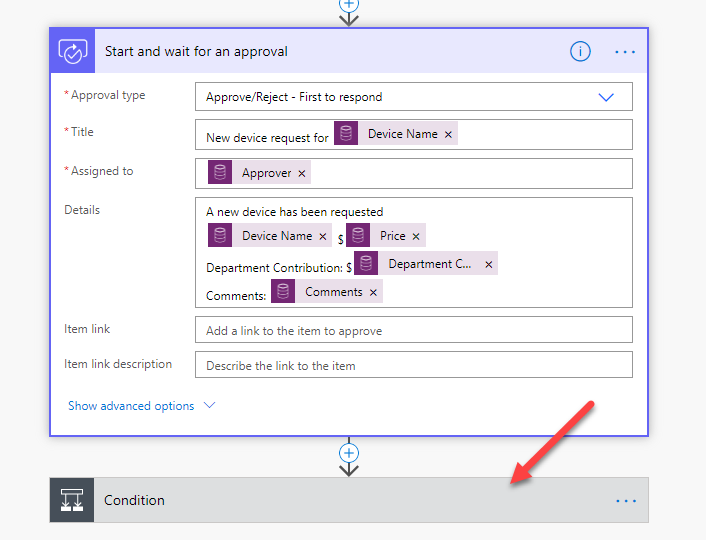 Start and wait for an approval
* Approval type Approve/Reject - First to respond
* Title New device request for Device Name ×
* Assigned to Approver ×
Details A new device has been requested
Device Name × $ Price ×
Department Contribution: $ Department C... ×
Comments: Comments ×
Item link Add a link to the item to approve
Item link description Describe the link to the item
Show advanced options
Condition